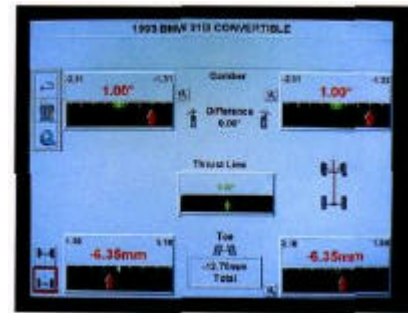 1993 BMW 318i CONVERTIBLE
Camber
1.00°
1.00°
Difference
0.00°
Thrust Line
0.00°
Toe
-6.35mm
-6.35mm
-12.70mm
Total